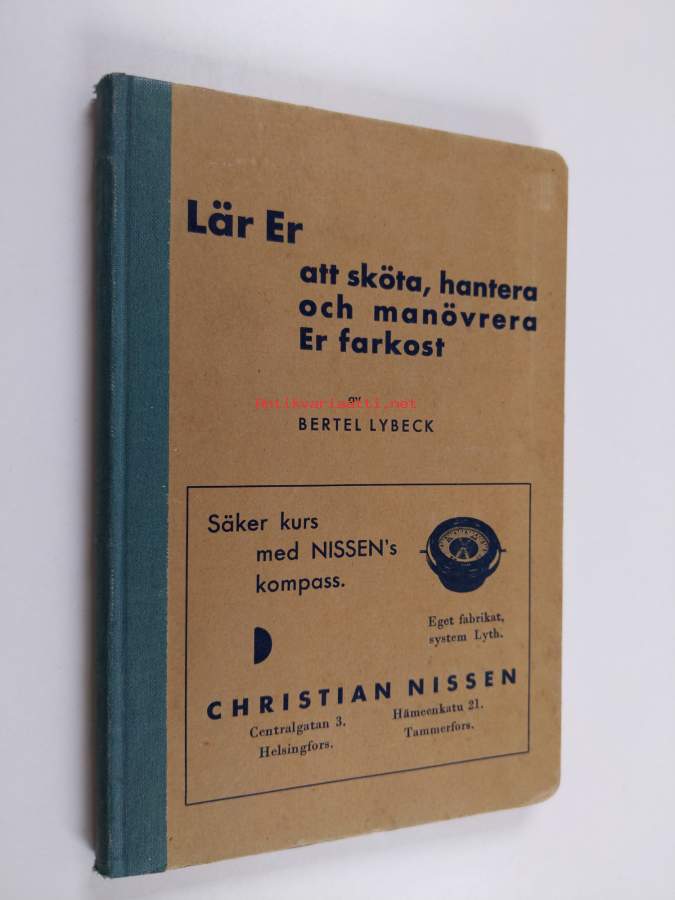 Lär Er
att sköta, hantera
och manövrera
Er farkost
av
antikvariaatti.net
BERTEL LYBECK
Säker kurs
med NISSEN's
kompass.
Eget fabrikat,
system Lyth.
CHRISTIAN NISSEN
Centralgatan 3.
Helsingfors.
Hämeenkatu 21.
Tammerfors.